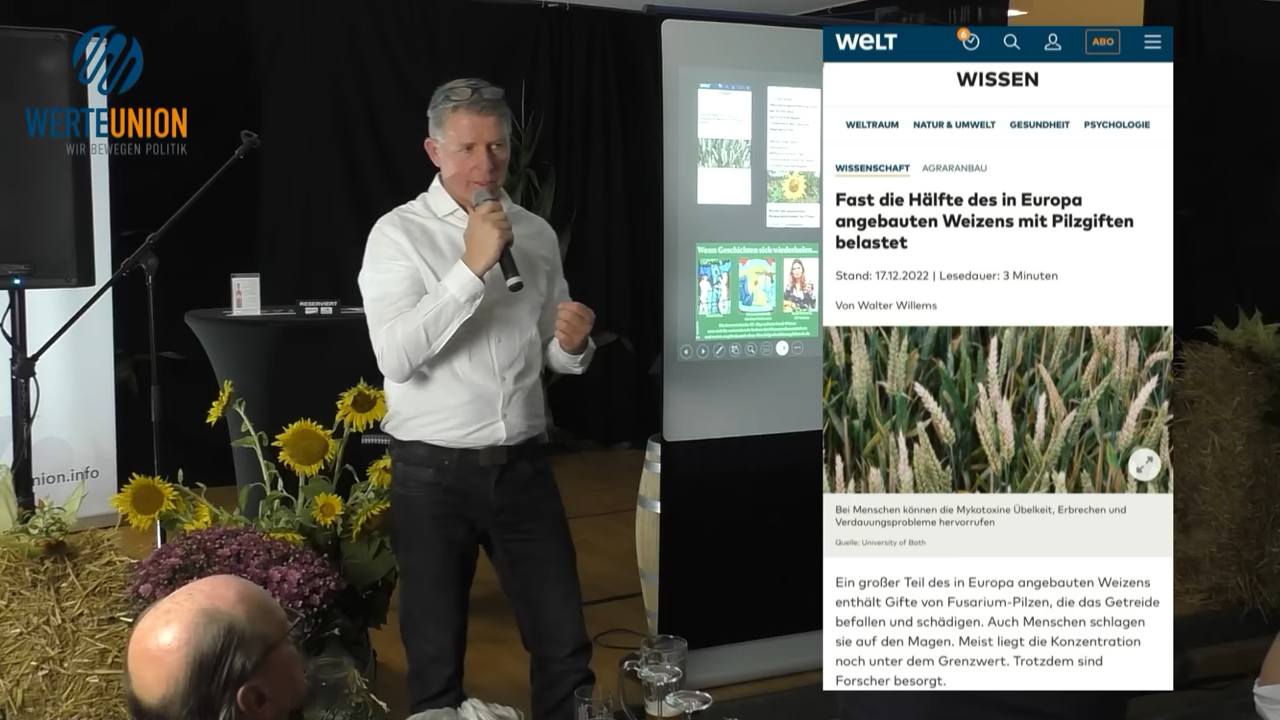 WERTEUNION
WIR BEWEGEN POLITIK
RESERVIERT
nion.info
Wenn Geschichten sich wiederholen...
WELT
6
ABO
WISSEN
WELTRAUM NATUR & UMWELT GESUNDHEIT PSYCHOLOGIE
WISSENSCHAFT AGRARANBAU
Fast die Hälfte des in Europa
angebauten Weizens mit Pilzgiften
belastet
Stand: 17.12.2022 | Lesedauer: 3 Minuten
Von Walter Willems
Bei Menschen können die Mykotoxine Übelkeit, Erbrechen und
Verdauungsprobleme hervorrufen
Quelle: University of Bath
Ein großer Teil des in Europa angebauten Weizens
enthält Gifte von Fusarium-Pilzen, die das Getreide
befallen und schädigen. Auch Menschen schlagen
sie auf den Magen. Meist liegt die Konzentration
noch unter dem Grenzwert. Trotzdem sind
Forscher besorgt.